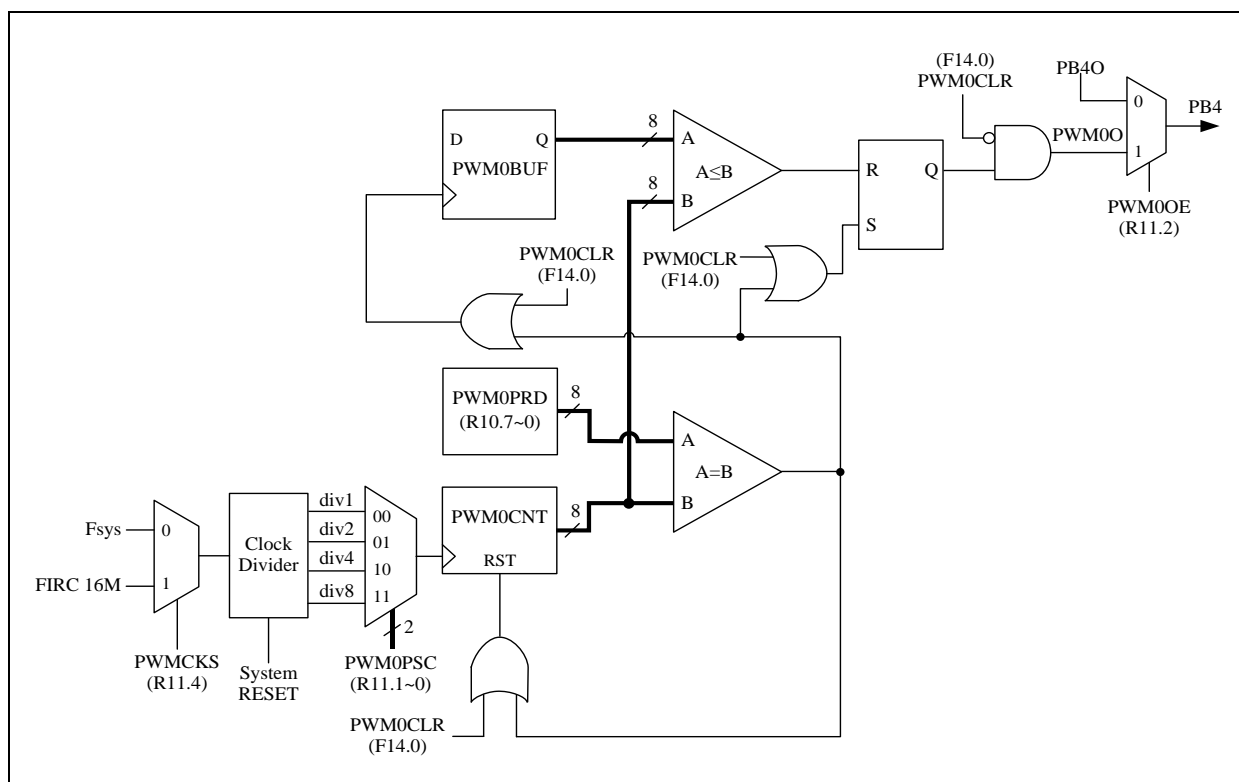 (F14.0)
PWM0CLR
PB4O
0
PB4
PWM0O
1
PWM0OE
(R11.2)
D
Q
PWM0BUF
8
A
A≤B
8
B
R
Q
S
PWM0CLR
(F14.0)
PWM0CLR
(F14.0)
PWM0PRD
(R10.7~0)
8
A
A=B
B
PWM0CNT
8
RST
Fsys
0
FIRC 16M
1
Clock
Divider
div1
div2
div4
div8
00
01
10
11
2
PWMCKS
(R11.4)
System
RESET
PWM0PSC
(R11.1~0)
PWM0CLR
(F14.0)